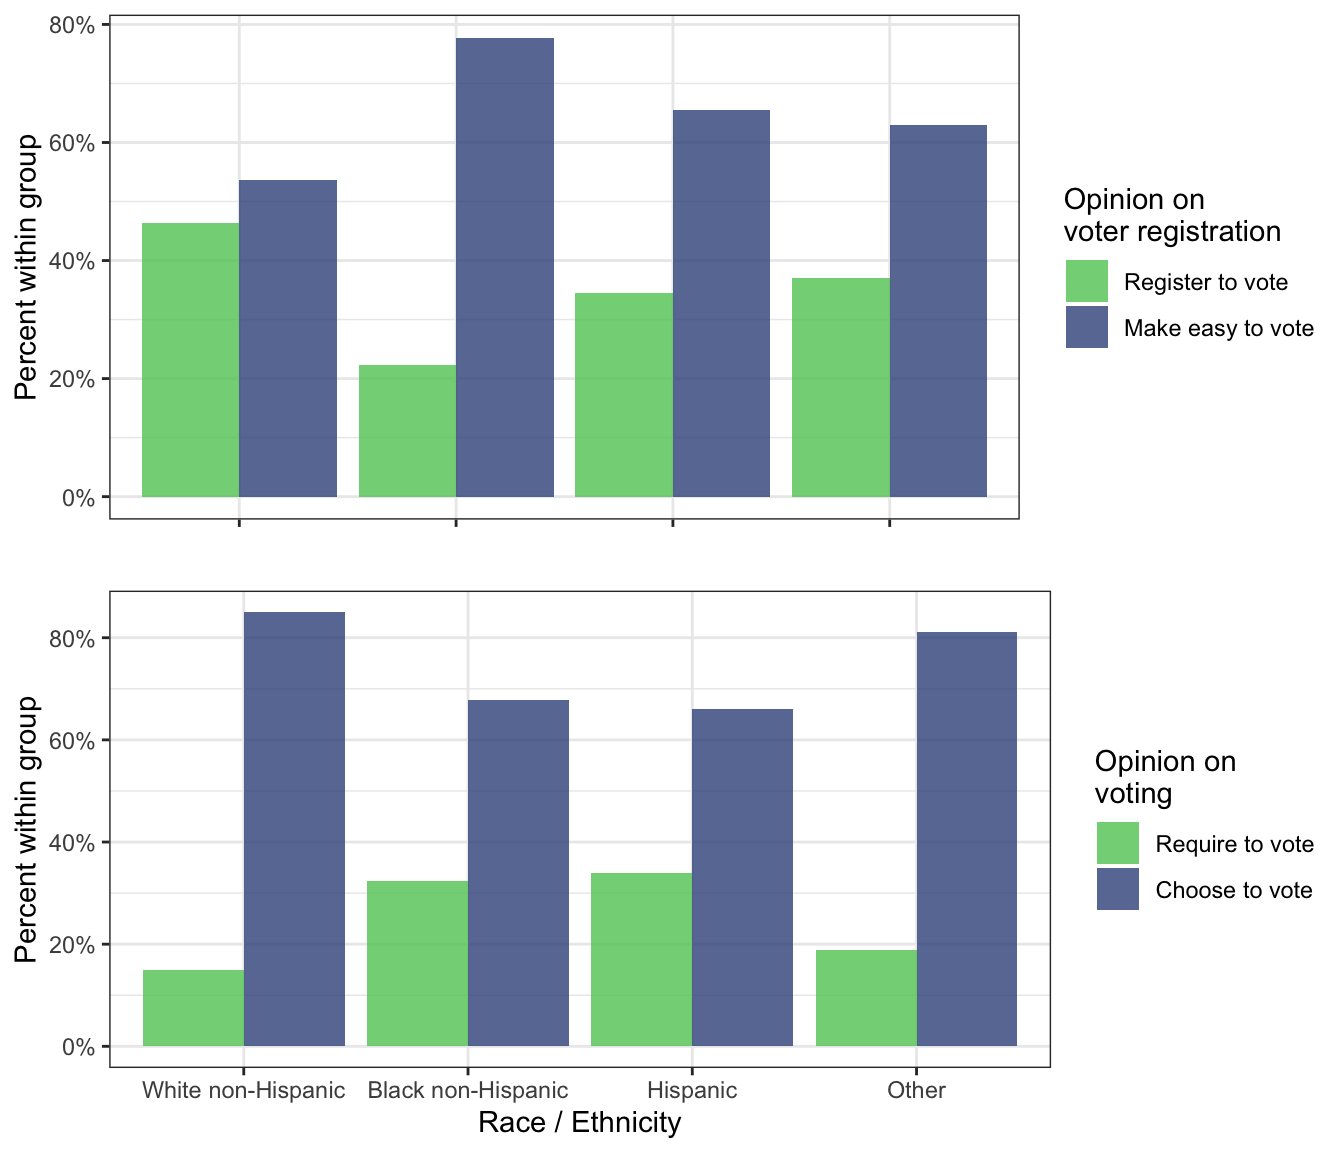 80%
60%
40%
20%
0%
Percent within group
Opinion on
voter registration
Register to vote
Make easy to vote
80%
60%
40%
20%
0%
Percent within group
Opinion on
voting
Require to vote
Choose to vote
White non-Hispanic Black non-Hispanic Hispanic Other
Race / Ethnicity